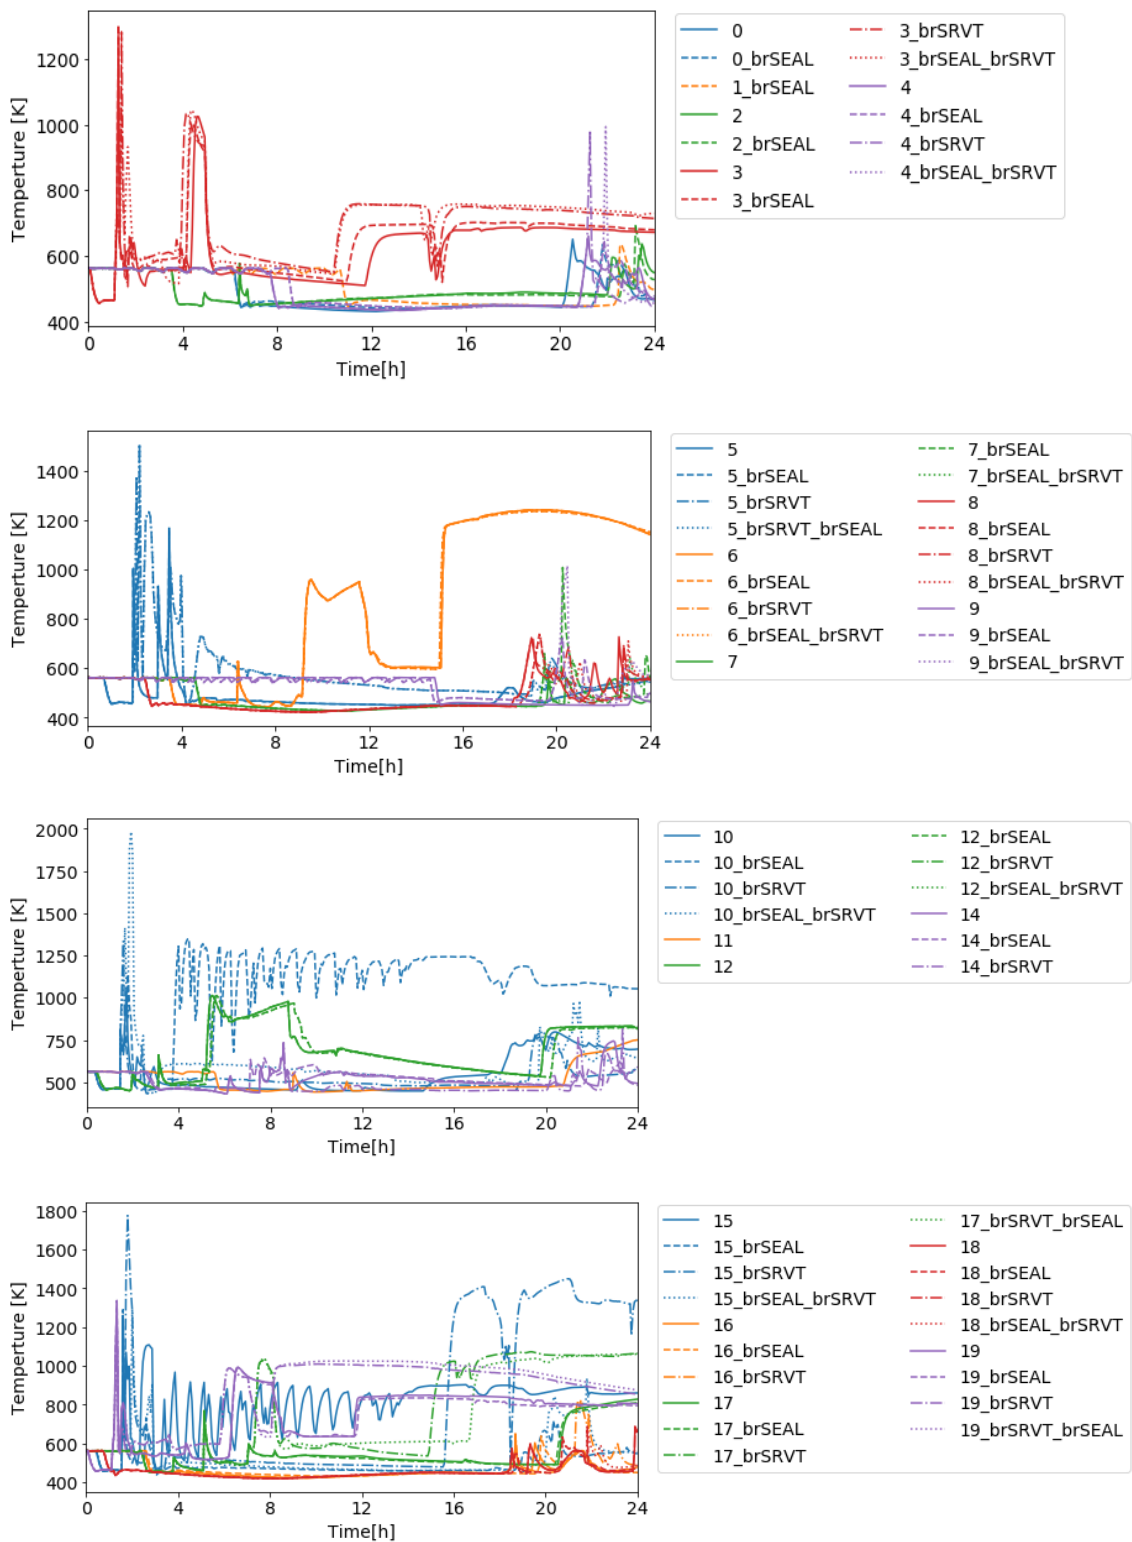 1200
1000
800
600
400
Temperture [K]
0 4 8 12 16 20 24
Time[h]
0
0_brSEAL
1_brSEAL
2
2_brSEAL
3
3_brSEAL
3_brSRVT
3_brSEAL_brSRVT
4
4_brSEAL
4_brSRVT
4_brSEAL_brSRVT
1400
1200
1000
800
600
400
Temperture [K]
0 4 8 12 16 20 24
Time[h]
5
5_brSEAL
5_brSRVT
5_brSRVT_brSEAL
6
6_brSEAL
6_brSRVT
6_brSEAL_brSRVT
7
7_brSEAL
7_brSEAL_brSRVT
8
8_brSEAL
8_brSRVT
8_brSEAL_brSRVT
9
9_brSEAL
9_brSEAL_brSRVT
2000
1750
1500
1250
1000
750
500
Temperture [K]
0 4 8 12 16 20 24
Time[h]
10
10_brSEAL
10_brSRVT
10_brSEAL_brSRVT
11
12
12_brSEAL
12_brSRVT
12_brSEAL_brSRVT
14
14_brSEAL
14_brSRVT
1800
1600
1400
1200
1000
800
600
400
Temperture [K]
0 4 8 12 16 20 24
Time[h]
15
15_brSEAL
15_brSRVT
15_brSEAL_brSRVT
16
16_brSEAL
16_brSRVT
17
17_brSEAL
17_brSRVT
17_brSRVT_brSEAL
18
18_brSEAL
18_brSRVT
18_brSEAL_brSRVT
19
19_brSEAL
19_brSRVT
19_brSRVT_brSEAL